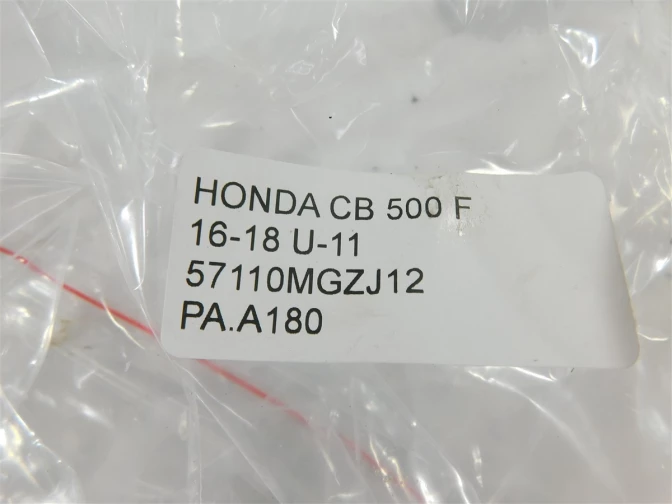 HONDA CB 500 F
16-18 U-11
57110MGZJ12
PA.A180